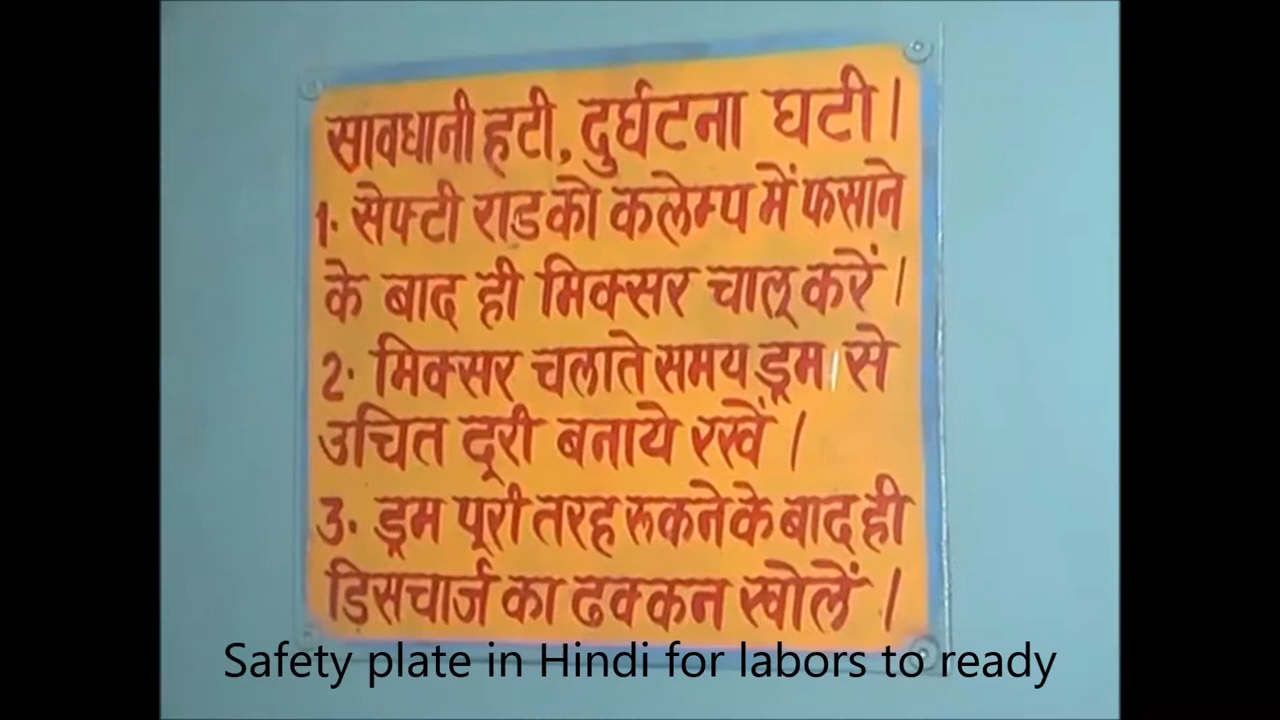 सावधानी हटी, दुर्घटना घटी।
1. सेफ्टी राड को कलेम्प में फसाने
के बाद ही मिक्सर चालू करें।
2. मिक्सर चलाते समय ड्रम से
उचित दूरी बनाये रखें।
3. ड्रम पूरी तरह रूकने के बाद ही
डिसचार्ज का ढक्कन खोलें।
Safety plate in Hindi for labors to ready